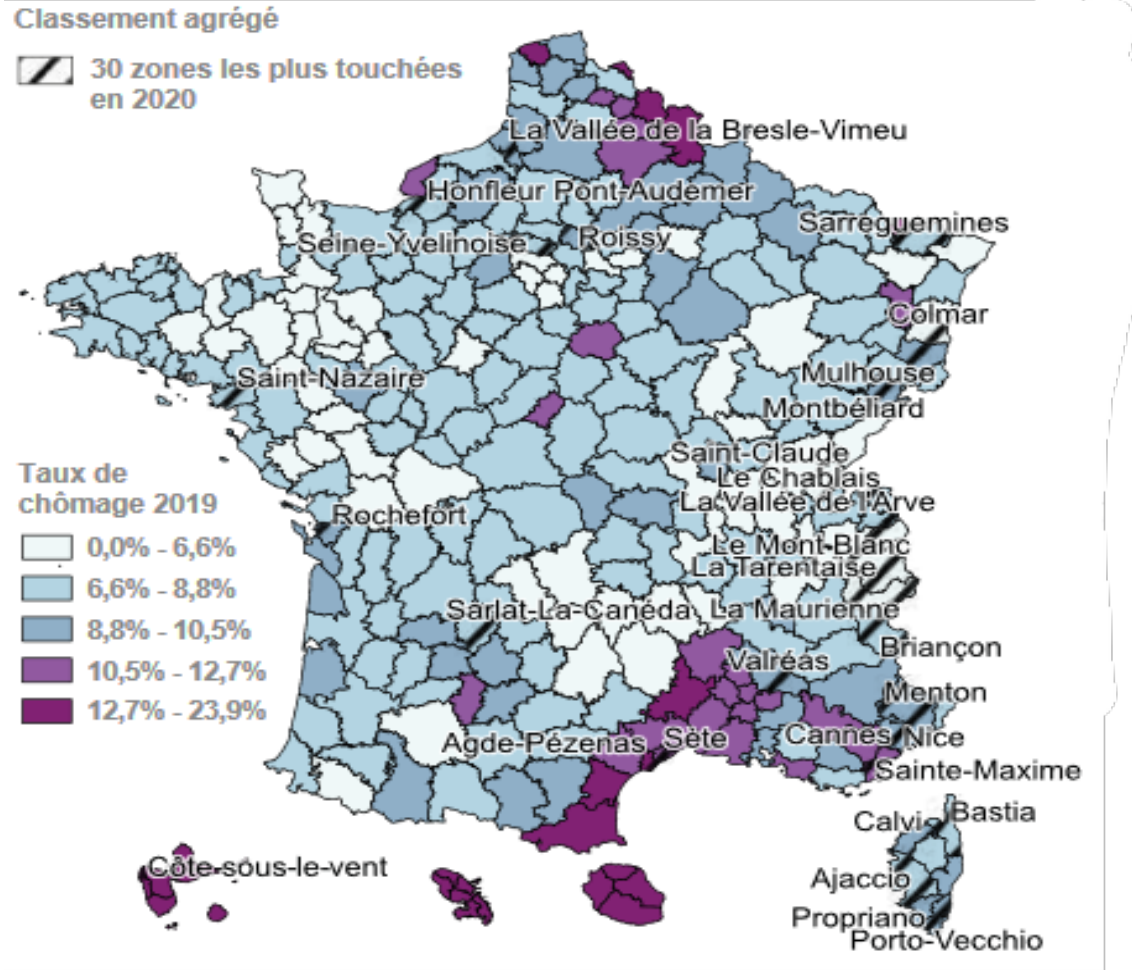 Classement agrégé
30 zones les plus touchées
en 2020
La Vallée de la Bresle-Vimeu
Honfleur Pont-Audemer
Sarreguemines
Seine-Yvelinoise
Roissy
Colmar
Saint-Nazaire
Mulhouse
Montbéliard
Saint-Claude
Le Chablais
La Vallée de l'Arve
Taux de
chômage 2019
0,0% - 6,6%
6,6% - 8,8%
8,8% - 10,5%
10,5% - 12,7%
12,7% - 23,9%
Rochefort
Le Mont Blanc
La Tarentaise
Sarlat-La-Canéda
La Maurienne
Briançon
Valréas
Menton
Agde-Pézenas
Sète
Cannes
Nice
Sainte-Maxime
Calvi
Bastia
Côte-sous-le-vent
Ajaccio
Propriano
Porto-Vecchio